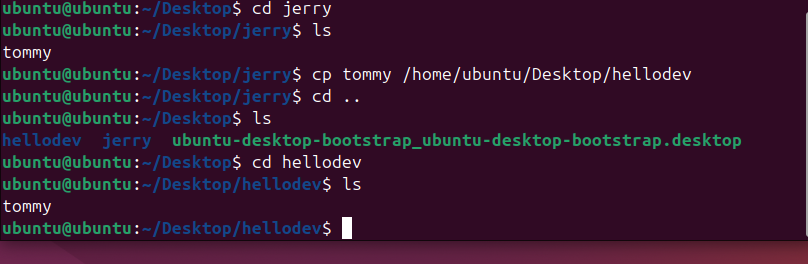 ubuntu@ubuntu:~/Desktop$ cd jerry
ubuntu@ubuntu:~/Desktop/jerry$ ls
tommy
ubuntu@ubuntu:~/Desktop/jerry$ cp tommy /home/ubuntu/Desktop/hellodev
ubuntu@ubuntu:~/Desktop/jerry$ cd ..
ubuntu@ubuntu:~/Desktop$ ls
hellodev  jerry  ubuntu-desktop-bootstrap_ubuntu-desktop-bootstrap.desktop
ubuntu@ubuntu:~/Desktop$ cd hellodev
ubuntu@ubuntu:~/Desktop/hellodev$ ls
tommy
ubuntu@ubuntu:~/Desktop/hellodev$